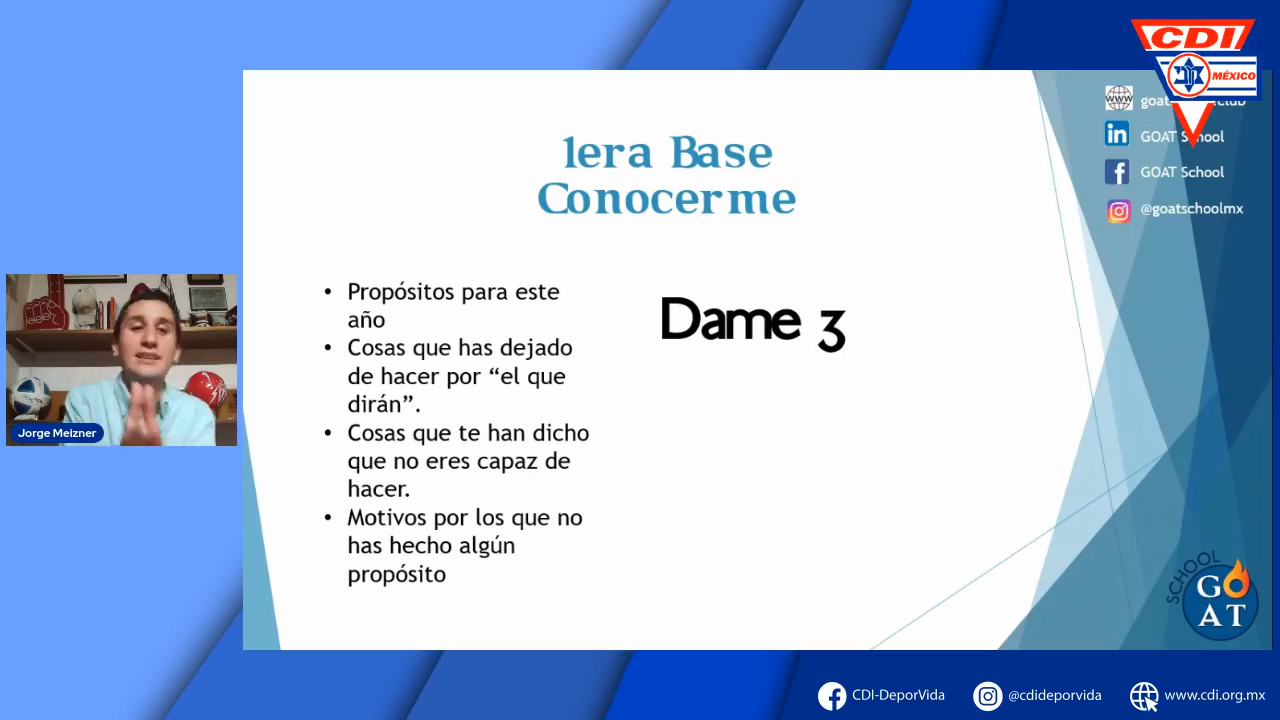 CDI
MÉXICO
1era Base
Conocerme
GOAT School
GOAT School
@goatschoolmx
• Propósitos para este
año
• Cosas que has dejado
de hacer por “el que
dirán”.
• Cosas que te han dicho
que no eres capaz de
hacer.
• Motivos por los que no
has hecho algún
propósito
Dame 3
Jorge Meizner
SCHOOL
GO
AT
CDI-DeporVida
@cdideporvida
www.cdi.org.mx